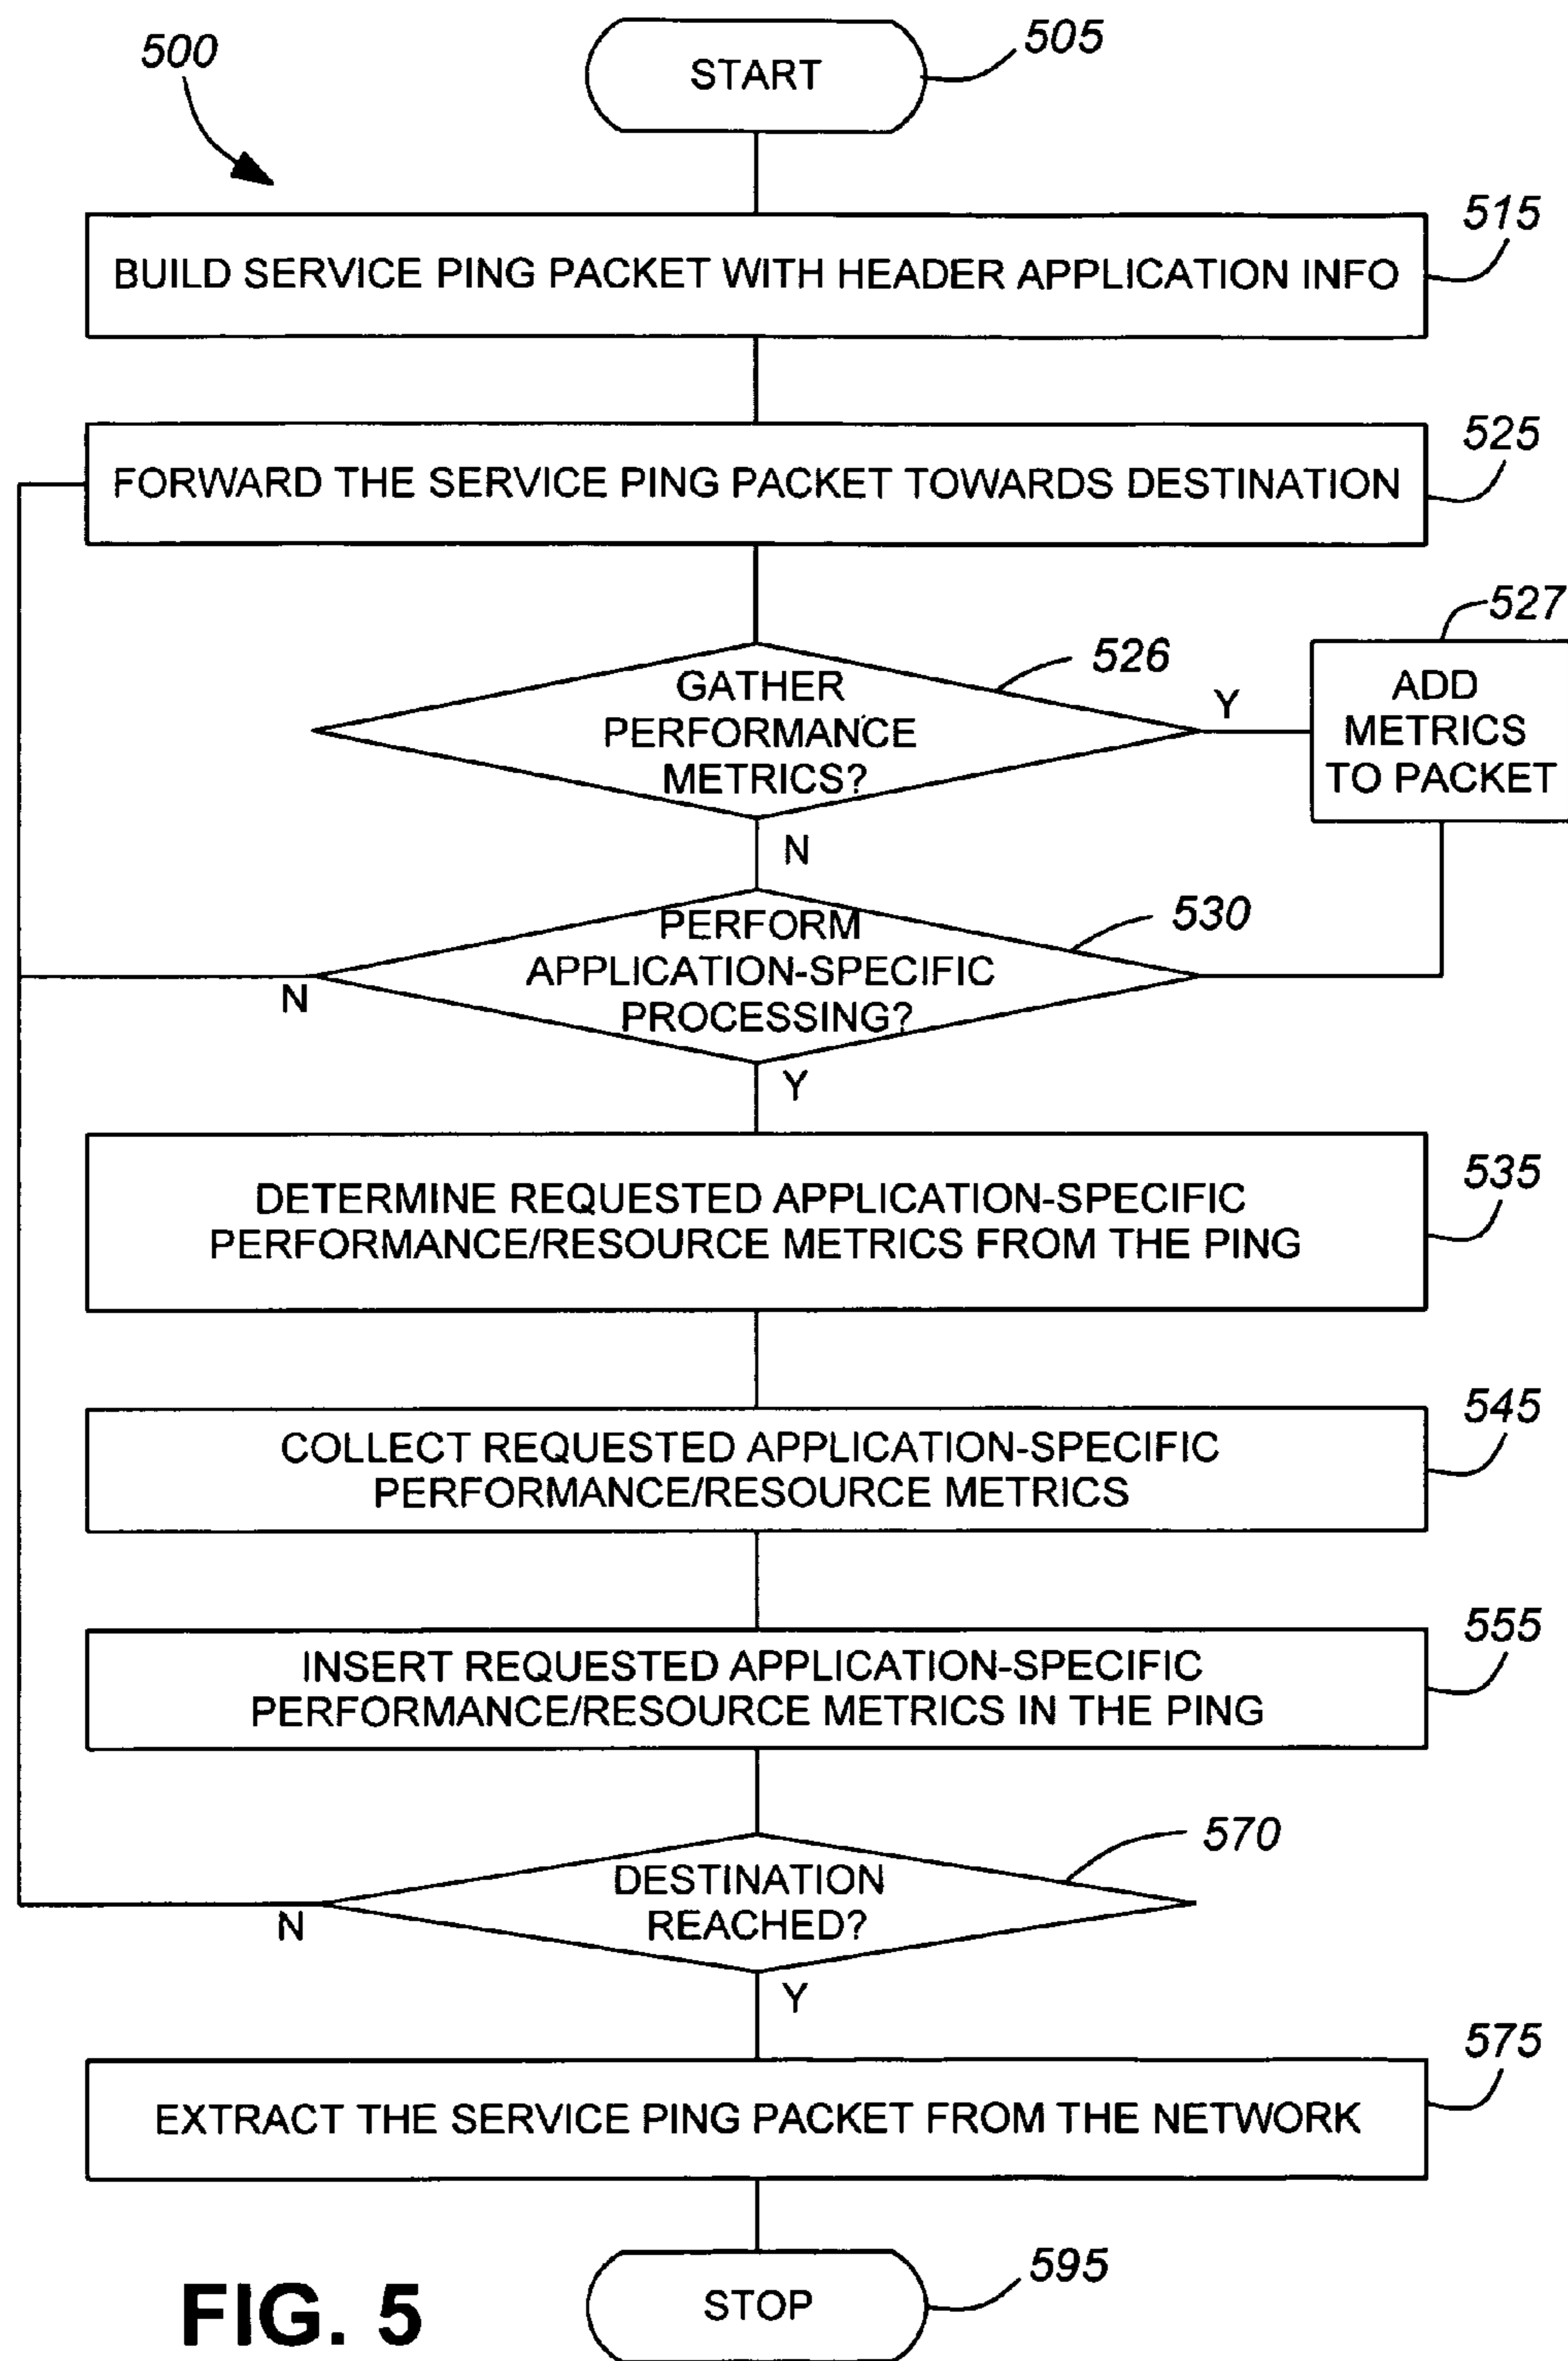 500
START
505
BUILD SERVICE PING PACKET WITH HEADER APPLICATION INFO
515
FORWARD THE SERVICE PING PACKET TOWARDS DESTINATION
525
GATHER
PERFORMANCE
METRICS?
526
Y
527
ADD
METRICS
TO PACKET
N
PERFORM
APPLICATION-SPECIFIC
PROCESSING?
530
N
Y
DETERMINE REQUESTED APPLICATION-SPECIFIC
PERFORMANCE/RESOURCE METRICS FROM THE PING
535
COLLECT REQUESTED APPLICATION-SPECIFIC
PERFORMANCE/RESOURCE METRICS
545
INSERT REQUESTED APPLICATION-SPECIFIC
PERFORMANCE/RESOURCE METRICS IN THE PING
555
DESTINATION
REACHED?
570
N
Y
EXTRACT THE SERVICE PING PACKET FROM THE NETWORK
575
STOP
595
FIG. 5